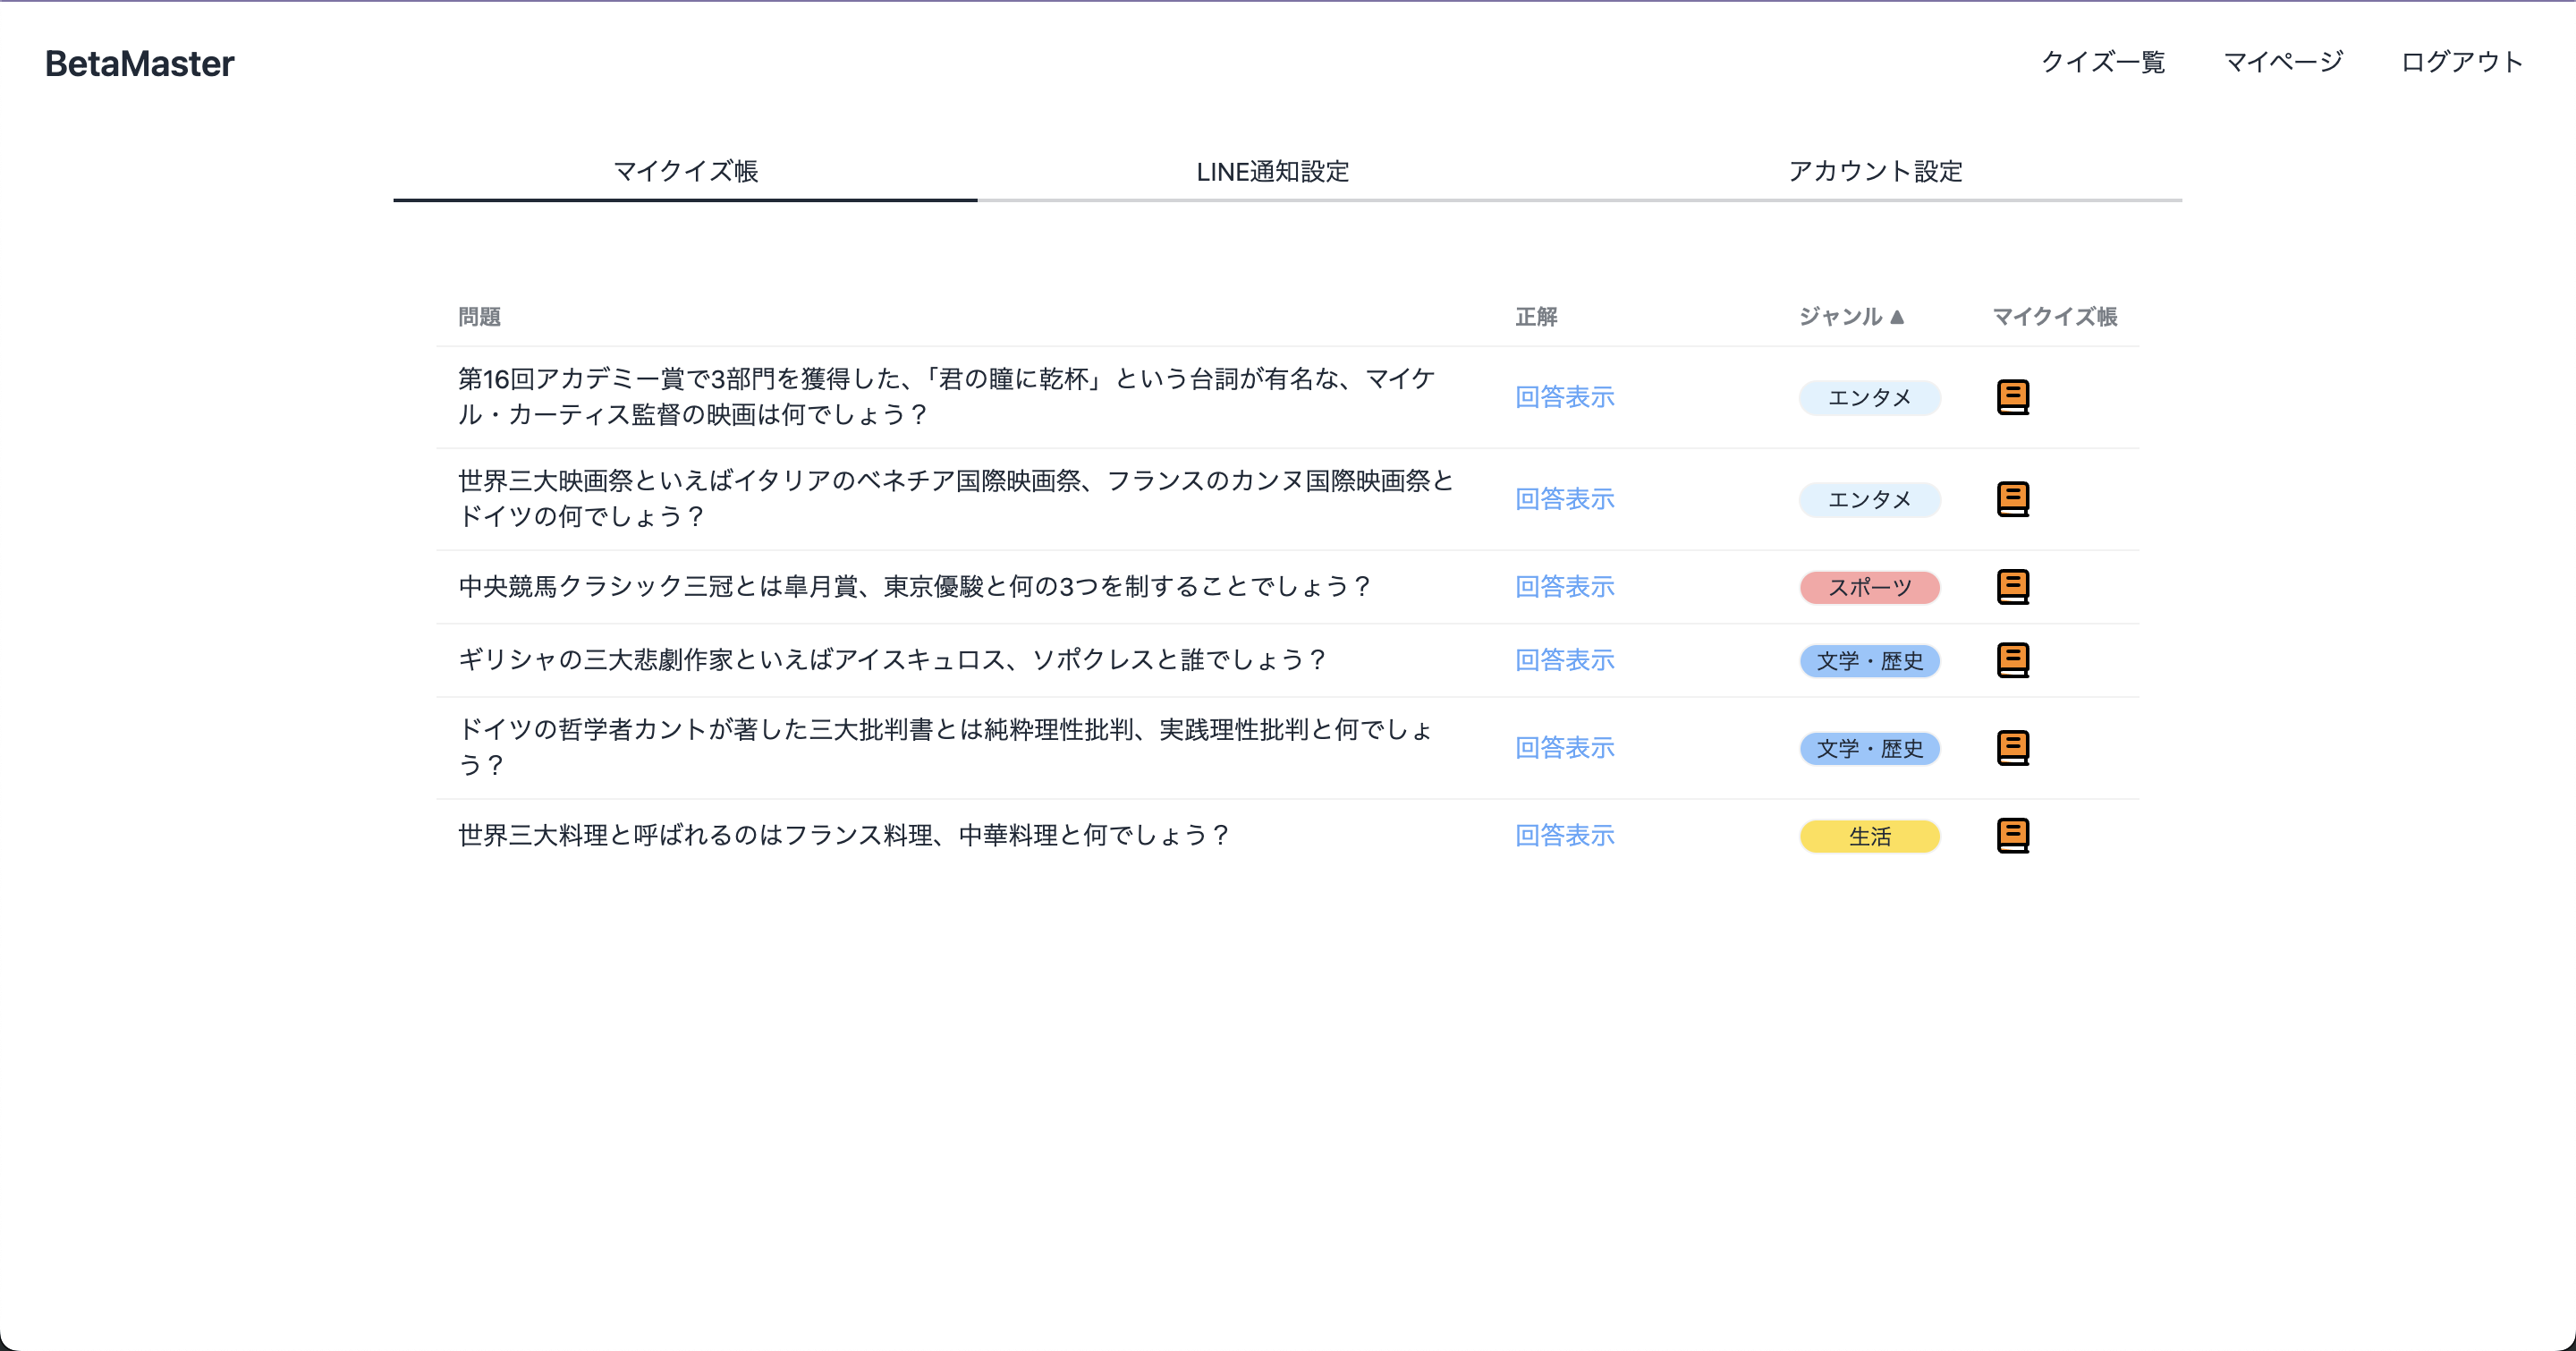 BetaMaster
クイズ一覧 マイページ ログアウト
マイクイズ帳 LINE通知設定 アカウント設定
問題 正解 ジャンル▲ マイクイズ帳
第16回アカデミー賞で3部門を獲得した、「君の瞳に乾杯」という台詞が有名な、マイケ
ル・カーティス監督の映画は何でしょう？
回答表示 エンタメ
世界三大映画祭といえばイタリアのベネチア国際映画祭、フランスのカンヌ国際映画祭と
ドイツの何でしょう？
回答表示 エンタメ
中央競馬クラシック三冠とは皐月賞、東京優駿と何の3つを制することでしょう？ 回答表示 スポーツ
ギリシャの三大悲劇作家といえばアイスキュロス、ソポクレスと誰でしょう？ 回答表示 文学・歴史
ドイツの哲学者カントが著した三大批判書とは純粋理性批判、実践理性批判と何でしょ
う？
回答表示 文学・歴史
世界三大料理と呼ばれるのはフランス料理、中華料理と何でしょう？ 回答表示 生活